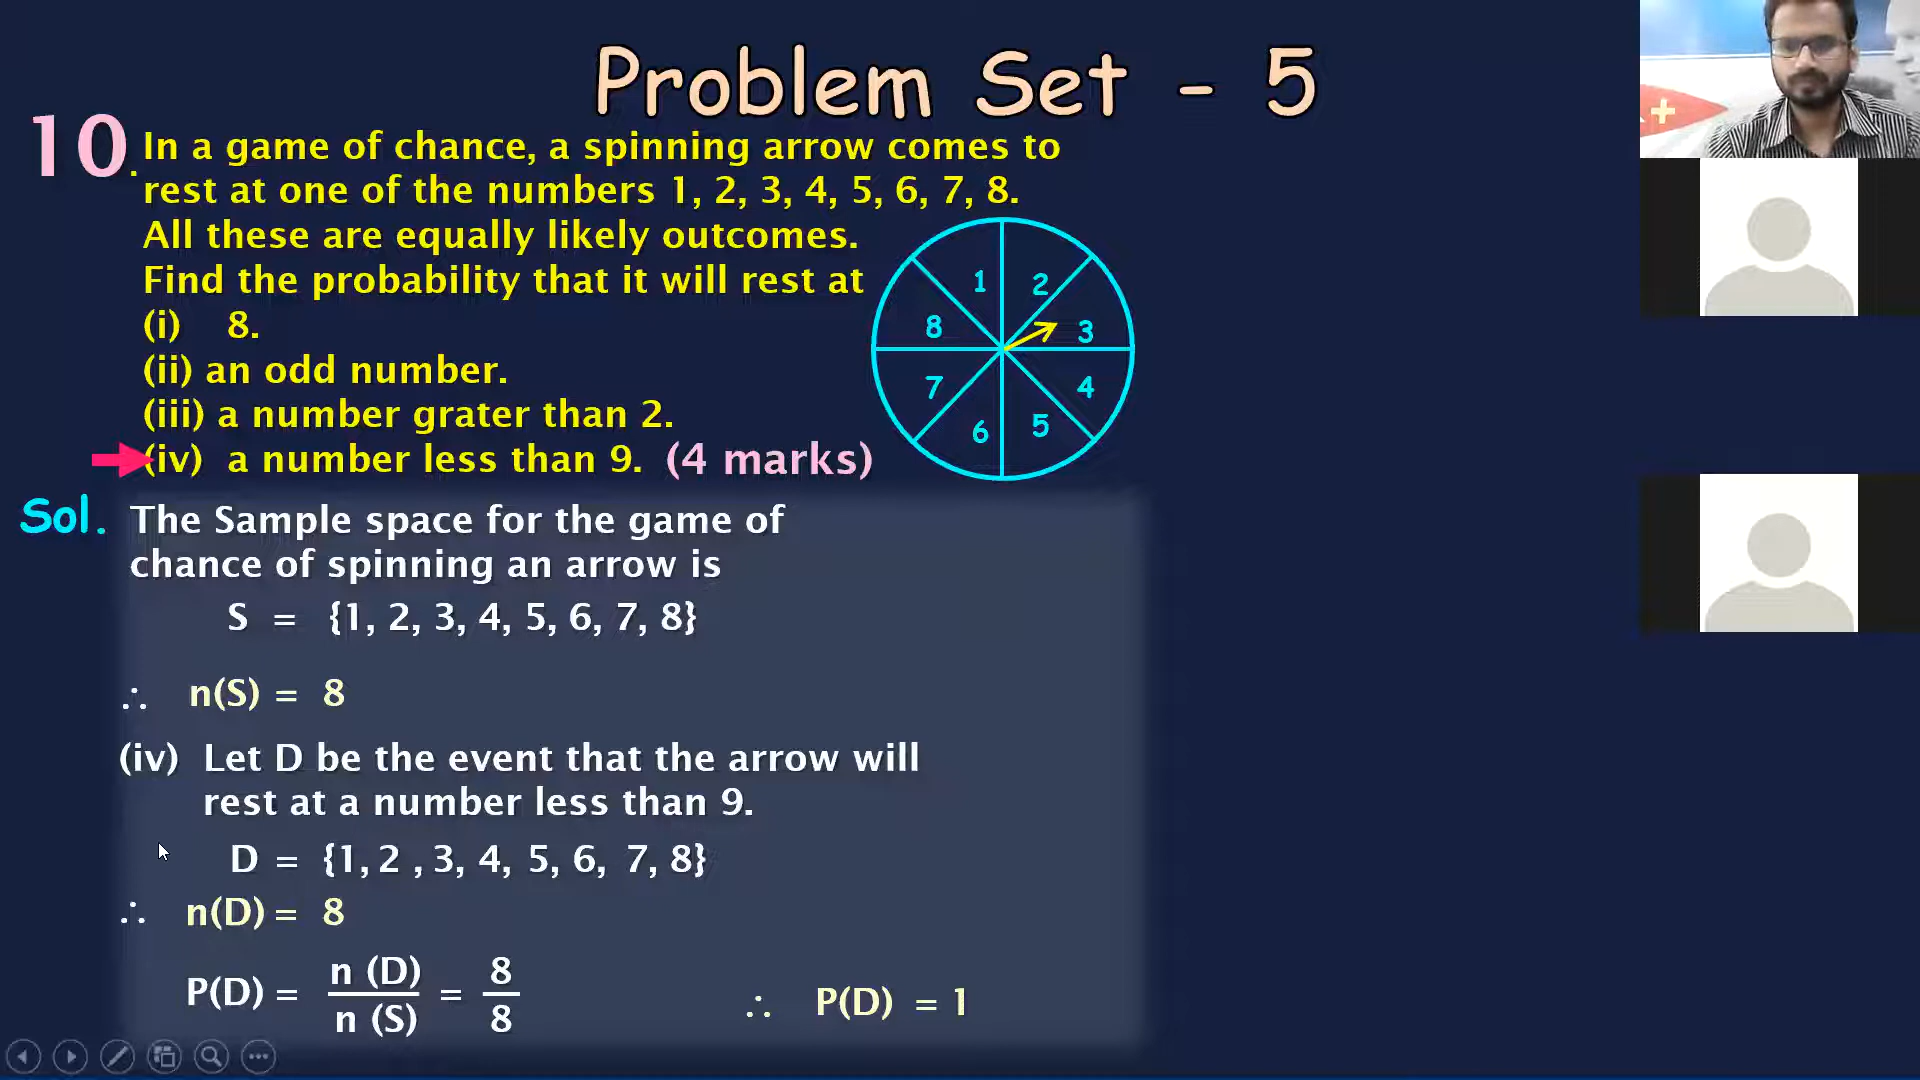 Problem Set - 5
10. In a game of chance, a spinning arrow comes to
rest at one of the numbers 1, 2, 3, 4, 5, 6, 7, 8.
All these are equally likely outcomes.
Find the probability that it will rest at
(i) 8.
(ii) an odd number.
(iii) a number grater than 2.
(iv) a number less than 9. (4 marks)
1 2
8 3
7 4
6 5
Sol. The Sample space for the game of
chance of spinning an arrow is
S = {1, 2, 3, 4, 5, 6, 7, 8}
∴ n(S) = 8
(iv) Let D be the event that the arrow will
rest at a number less than 9.
D = {1, 2 , 3, 4, 5, 6, 7, 8}
∴ n(D) = 8
P(D) = n (D) / n (S) = 8 / 8 ∴ P(D) = 1
+